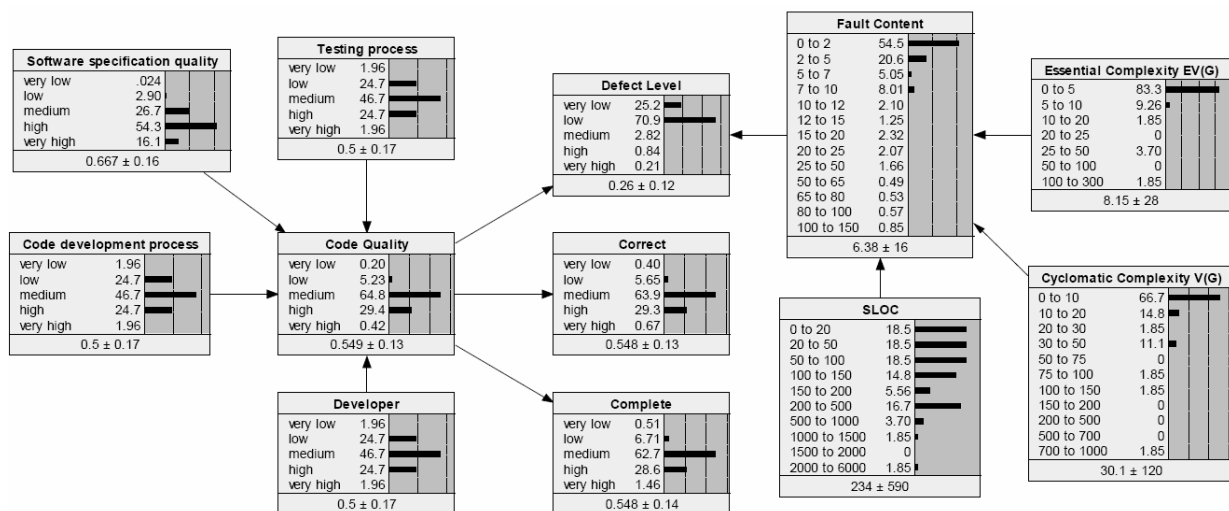 Software specification quality
very low .024
low 2.90
medium 26.7
high 54.3
very high 16.1
0.667 ± 0.16
Testing process
very low 1.96
low 24.7
medium 46.7
high 24.7
very high 1.96
0.5 ± 0.17
Defect Level
very low 25.2
low 70.9
medium 2.82
high 0.84
very high 0.21
0.26 ± 0.12
Fault Content
0 to 2 54.5
2 to 5 20.6
5 to 7 5.05
7 to 10 8.01
10 to 12 2.10
12 to 15 1.25
15 to 20 2.32
20 to 25 2.07
25 to 50 1.66
50 to 65 0.49
65 to 80 0.53
80 to 100 0.57
100 to 150 0.85
6.38 ± 16
Essential Complexity EV(G)
0 to 5 83.3
5 to 10 9.26
10 to 20 1.85
20 to 25 0
25 to 50 3.70
50 to 100 0
100 to 300 1.85
8.15 ± 28
Code development process
very low 1.96
low 24.7
medium 46.7
high 24.7
very high 1.96
0.5 ± 0.17
Code Quality
very low 0.20
low 5.23
medium 64.8
high 29.4
very high 0.42
0.549 ± 0.13
Correct
very low 0.40
low 5.65
medium 63.9
high 29.3
very high 0.67
0.548 ± 0.13
Cyclomatic Complexity V(G)
0 to 10 66.7
10 to 20 14.8
20 to 30 1.85
30 to 50 11.1
50 to 75 0
75 to 100 1.85
100 to 150 1.85
150 to 200 0
200 to 500 0
500 to 700 0
700 to 1000 1.85
30.1 ± 120
SLOC
0 to 20 18.5
20 to 50 18.5
50 to 100 18.5
100 to 150 14.8
150 to 200 5.56
200 to 500 16.7
500 to 1000 3.70
1000 to 1500 1.85
1500 to 2000 0
2000 to 6000 1.85
234 ± 590
Developer
very low 1.96
low 24.7
medium 46.7
high 24.7
very high 1.96
0.5 ± 0.17
Complete
very low 0.51
low 6.71
medium 62.7
high 28.6
very high 1.46
0.548 ± 0.14